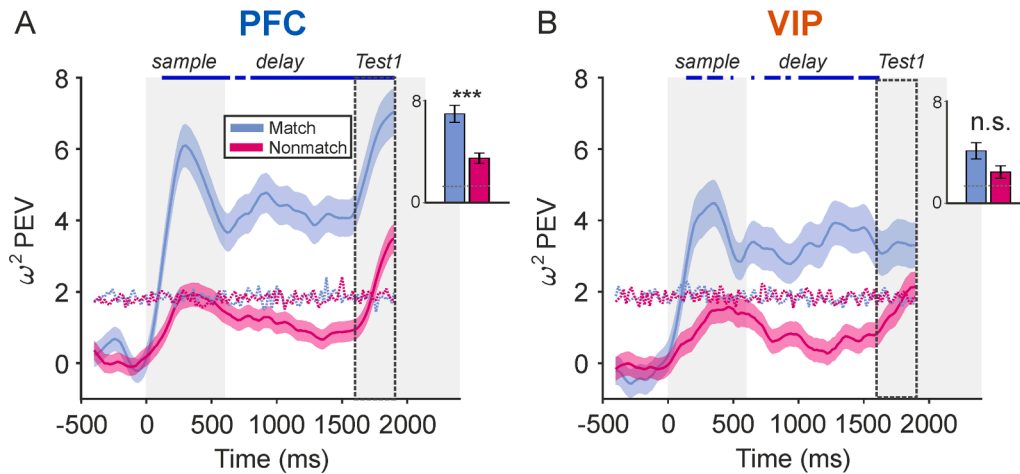 A
PFC
sample
delay
Test1
8
6
4
2
0
ω² PEV
Match
Nonmatch
8
0
***
-500
0
500
1000
1500
2000
Time (ms)
B
VIP
sample
delay
Test1
8
6
4
2
0
ω² PEV
8
0
n.s.
-500
0
500
1000
1500
2000
Time (ms)